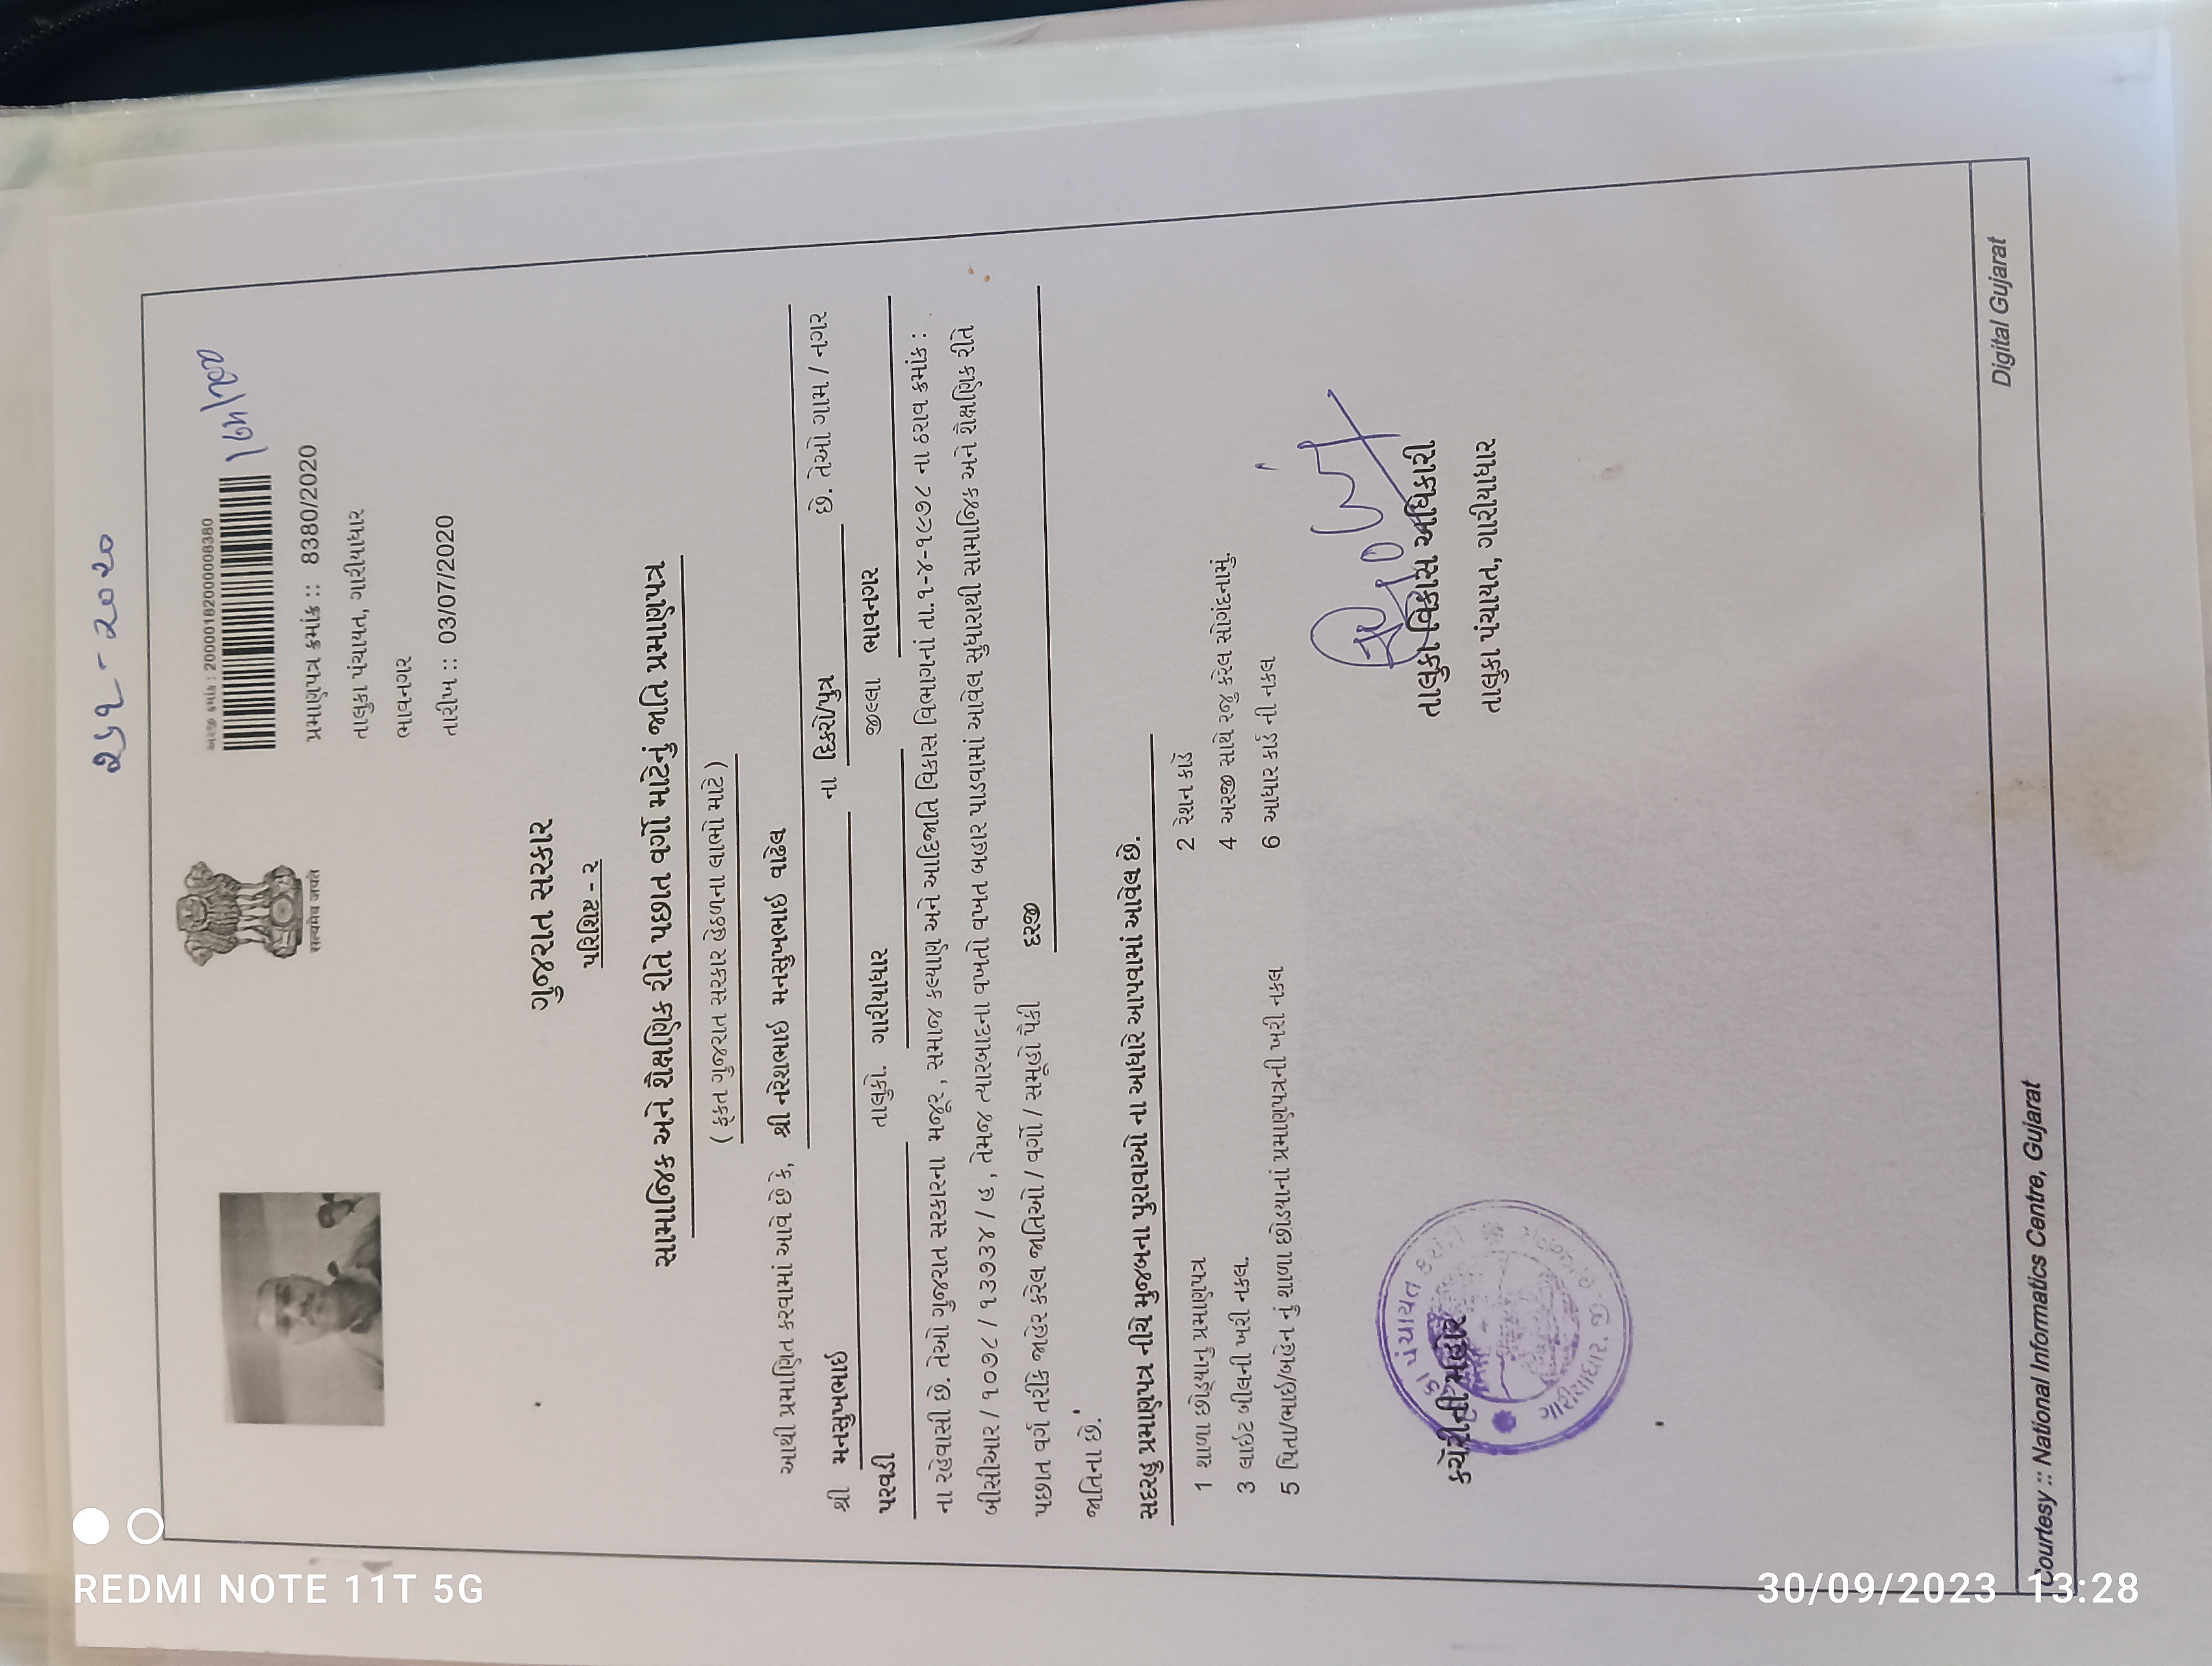 ૨૬૧ - ૨૦૨૦
અરજી ક્રમાંક : 20000182000008380
सत्यमेव जयते
પ્રમાણપત્ર ક્રમાંક :: 8380/2020
તાલુકા પંચાયત, ગારીયાધાર
ભાવનગર
તારીખ :: 03/07/2020
ગુજરાત સરકાર
પરિશિષ્ટ - ૨
સામાજિક અને શૈક્ષણિક રીતે પછાત વર્ગો માટેનું જાતિ પ્રમાણપત્ર
( ફક્ત ગુજરાત સરકાર હેઠળના લાભો માટે )
આથી પ્રમાણિત કરવામાં આવે છે કે, શ્રી નરેશભાઇ મનસુખભાઇ વાઢેલ
શ્રી મનસુખભાઇ ના દિકરો/પુત્ર છે. તેઓ ગામ / નગર
પરવડી તાલુકો. ગારીયાધાર જીલ્લા ભાવનગર
ના રહેવાસી છે. તેઓ ગુજરાત સરકારના મજૂર , સમાજ કલ્યાણ અને આદિજાતિ વિકાસ વિભાગનાં તા.૧-૪-૧૯૭૮ ના ઠરાવ ક્રમાંક :
બીસીઆર / ૧૦૭૮ / ૧૩૭૩૪ / હ , તેમજ ત્યારબાદના વખતો વખત બહાર પાડવામાં આવેલ સુધારાથી સામાજિક અને શૈક્ષણિક રીતે
પછાત વર્ગ તરીકે જાહેર કરેલ જાતિઓ / વર્ગો / સમૂહો પૈકી દરજી
જાતિના છે.
સદરહુ પ્રમાણપત્ર નીચે મુજબના પુરાવાઓ ના આધારે આપવામાં આવેલ છે.
1 શાળા છોડ્યાનુ પ્રમાણપત્ર 2 રેશન કાર્ડ
3 લાઇટ બીલની ખરી નકલ. 4 અરજી સાથે રજુ કરેલ સોગંદનામું.
5 પિતા/ભાઇ/બહેન નું શાળા છોડયાનાં પ્રમાણપત્રની ખરી નકલ 6 આધાર કાર્ડ ની નકલ
કચેરીની મહોર
તાલુકા પંચાયત કચેરી
ગારીયાધાર. જી. ભાવનગર
તાલુકા વિકાસ અધિકારી
તાલુકા પંચાયત, ગારીયાધાર
Digital Gujarat
Courtesy :: National Informatics Centre, Gujarat
REDMI NOTE 11T 5G
30/09/2023 13:28